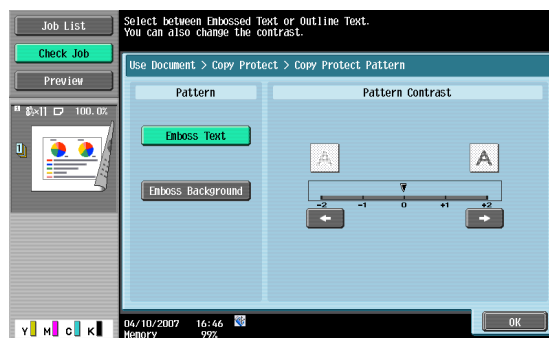 Job List
Select between Embossed Text or Outline Text.
You can also change the contrast.
Check Job
Use Document > Copy Protect > Copy Protect Pattern
Preview
Pattern
Pattern Contrast
100.0%
Emboss Text
A
A
Emboss Background
-2 -1 0 +1 +2
OK
Y M C K
04/10/2007 16:46
Memory 99%